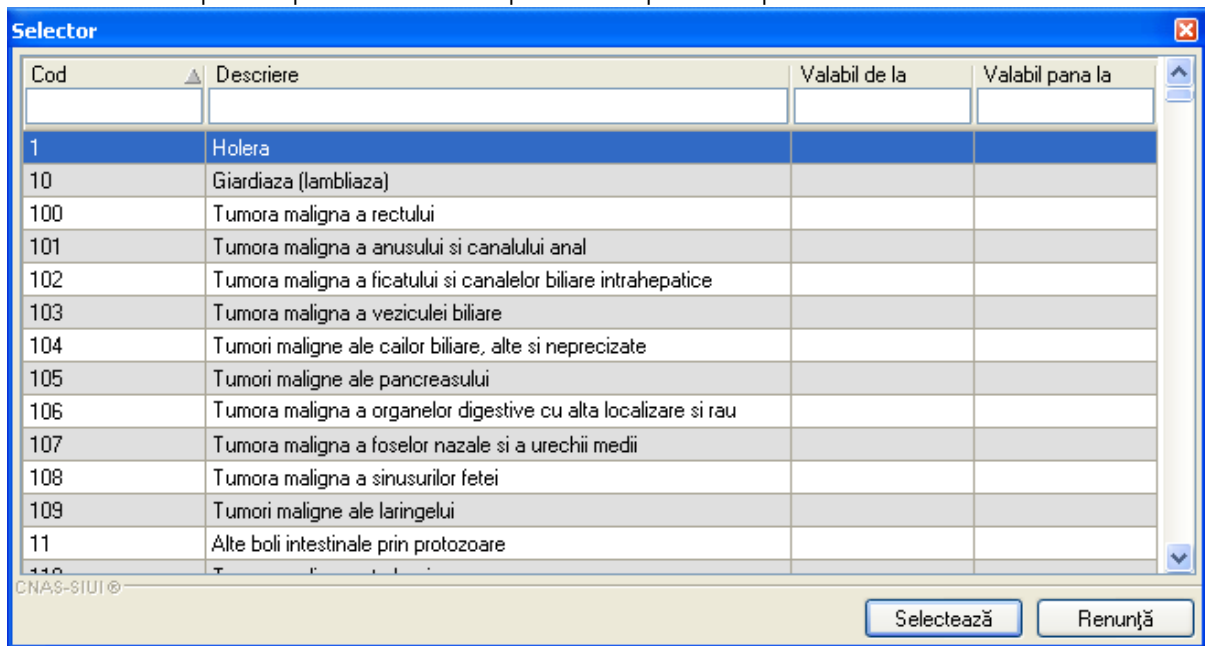 Selector
Cod Descriere Valabil de la Valabil pana la
1 Holera
10 Giardiaza (lambliaza)
100 Tumora maligna a rectului
101 Tumora maligna a anusului si canalului anal
102 Tumora maligna a ficatului si canalelor biliare intrahepatice
103 Tumora maligna a veziculei biliare
104 Tumori maligne ale cailor biliare, alte si neprecizate
105 Tumori maligne ale pancreasului
106 Tumora maligna a organelor digestive cu alta localizare si rau
107 Tumora maligna a foselor nazale si a urechii medii
108 Tumora maligna a sinusurilor fetei
109 Tumori maligne ale laringelui
11 Alte boli intestinale prin protozoare
CNAS-SIUI®
Selectează Renunţă